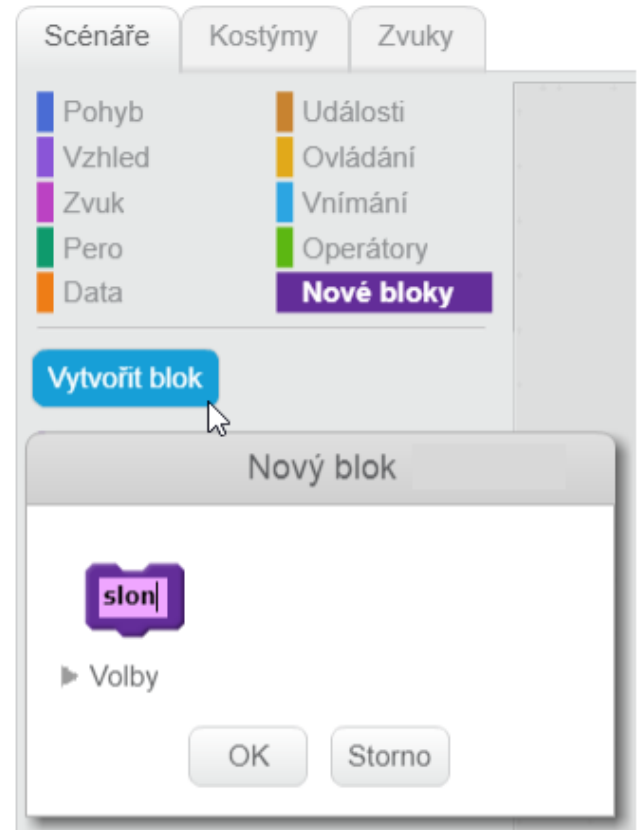 Scénáře Kostýmy Zvuky
Pohyb Události
Vzhled Ovládání
Zvuk Vnímání
Pero Operátory
Data Nové bloky
Vytvořit blok
Nový blok
slon
Volby
OK Storno